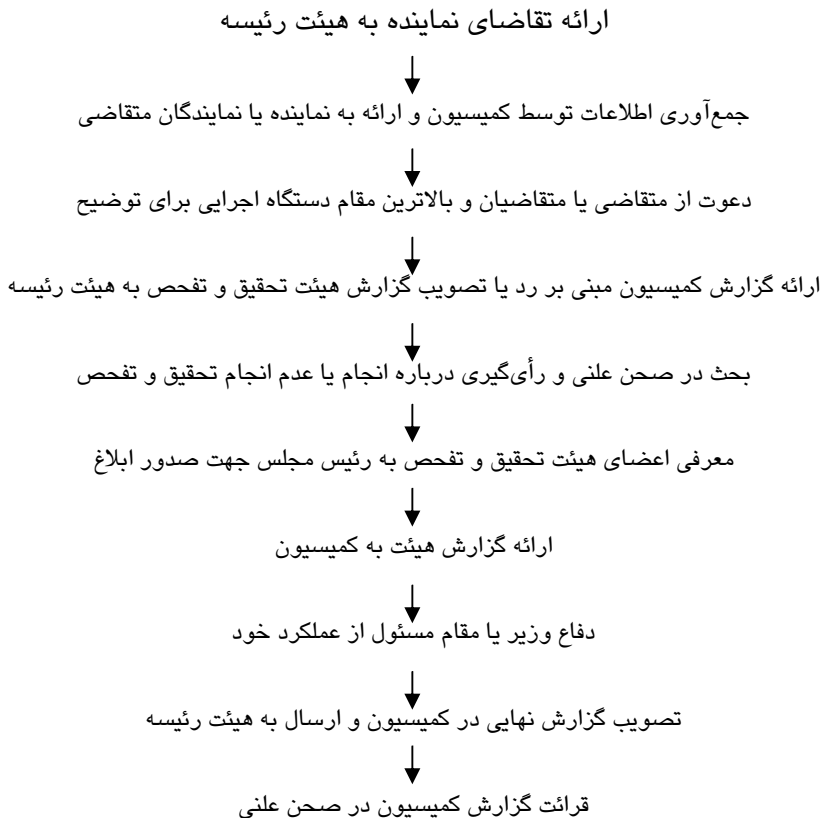 ارائه تقاضای نماینده به هیئت رئیسه
جمع‌آوری اطلاعات توسط کمیسیون و ارائه به نماینده یا نمایندگان متقاضی
دعوت از متقاضی یا متقاضیان و بالاترین مقام دستگاه اجرایی برای توضیح
ارائه گزارش کمیسیون مبنی بر رد یا تصویب گزارش هیئت تحقیق و تفحص به هیئت رئیسه
بحث در صحن علنی و رأی‌گیری درباره انجام یا عدم انجام تحقیق و تفحص
معرفی اعضای هیئت تحقیق و تفحص به رئیس مجلس جهت صدور ابلاغ
ارائه گزارش هیئت به کمیسیون
دفاع وزیر یا مقام مسئول از عملکرد خود
تصویب گزارش نهایی در کمیسیون و ارسال به هیئت رئیسه
قرائت گزارش کمیسیون در صحن علنی